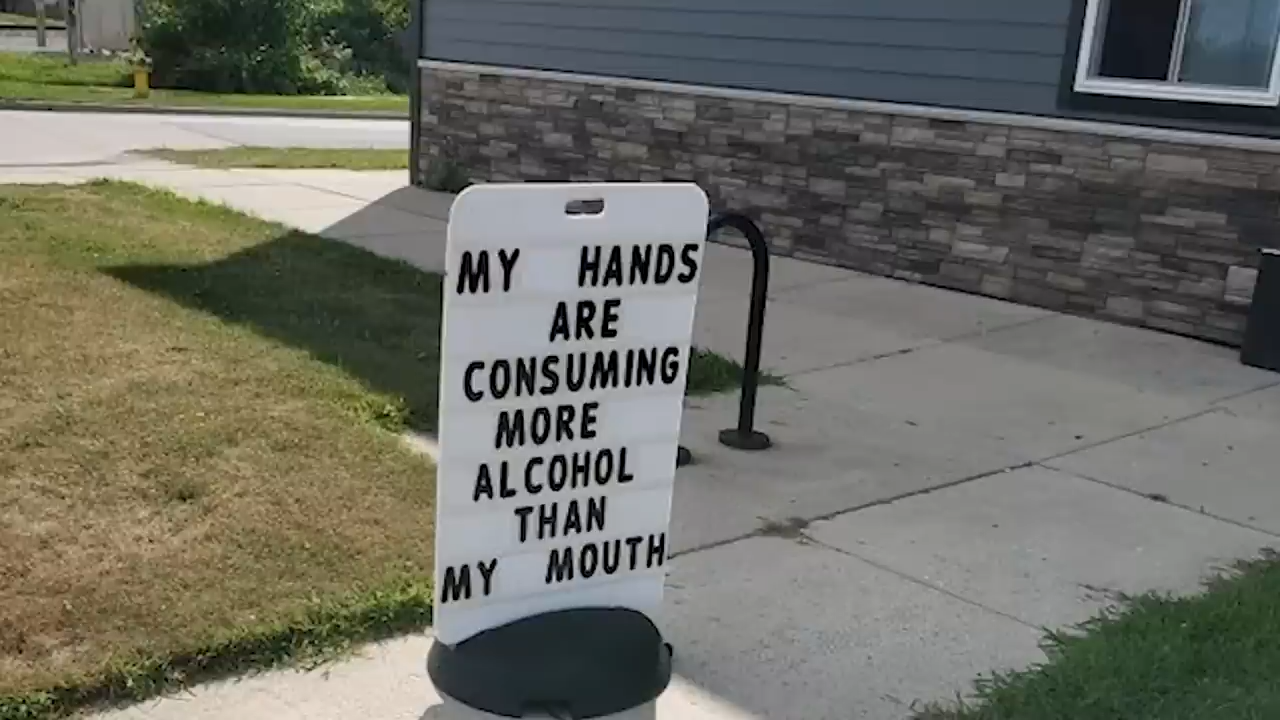 MY HANDS
ARE
CONSUMING
MORE
ALCOHOL
THAN
MY MOUTH